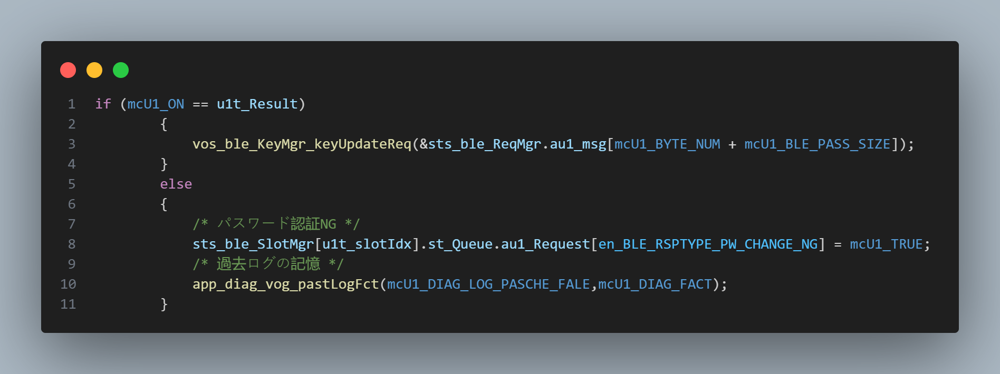 1 if (mcU1_ON == u1t_Result)
2 {
3 vos_ble_KeyMgr_keyUpdateReq(&sts_ble_ReqMgr.au1_msg[mcU1_BYTE_NUM + mcU1_BLE_PASS_SIZE]);
4 }
5 else
6 {
7 /* パスワード認証NG */
8 sts_ble_SlotMgr[u1t_slotIdx].st_Queue.au1_Request[en_BLE_RSPTYPE_PW_CHANGE_NG] = mcU1_TRUE;
9 /* 過去ログの記憶 */
10 app_diag_vog_pastLogFct(mcU1_DIAG_LOG_PASCHE_FALE,mcU1_DIAG_FACT);
11 }